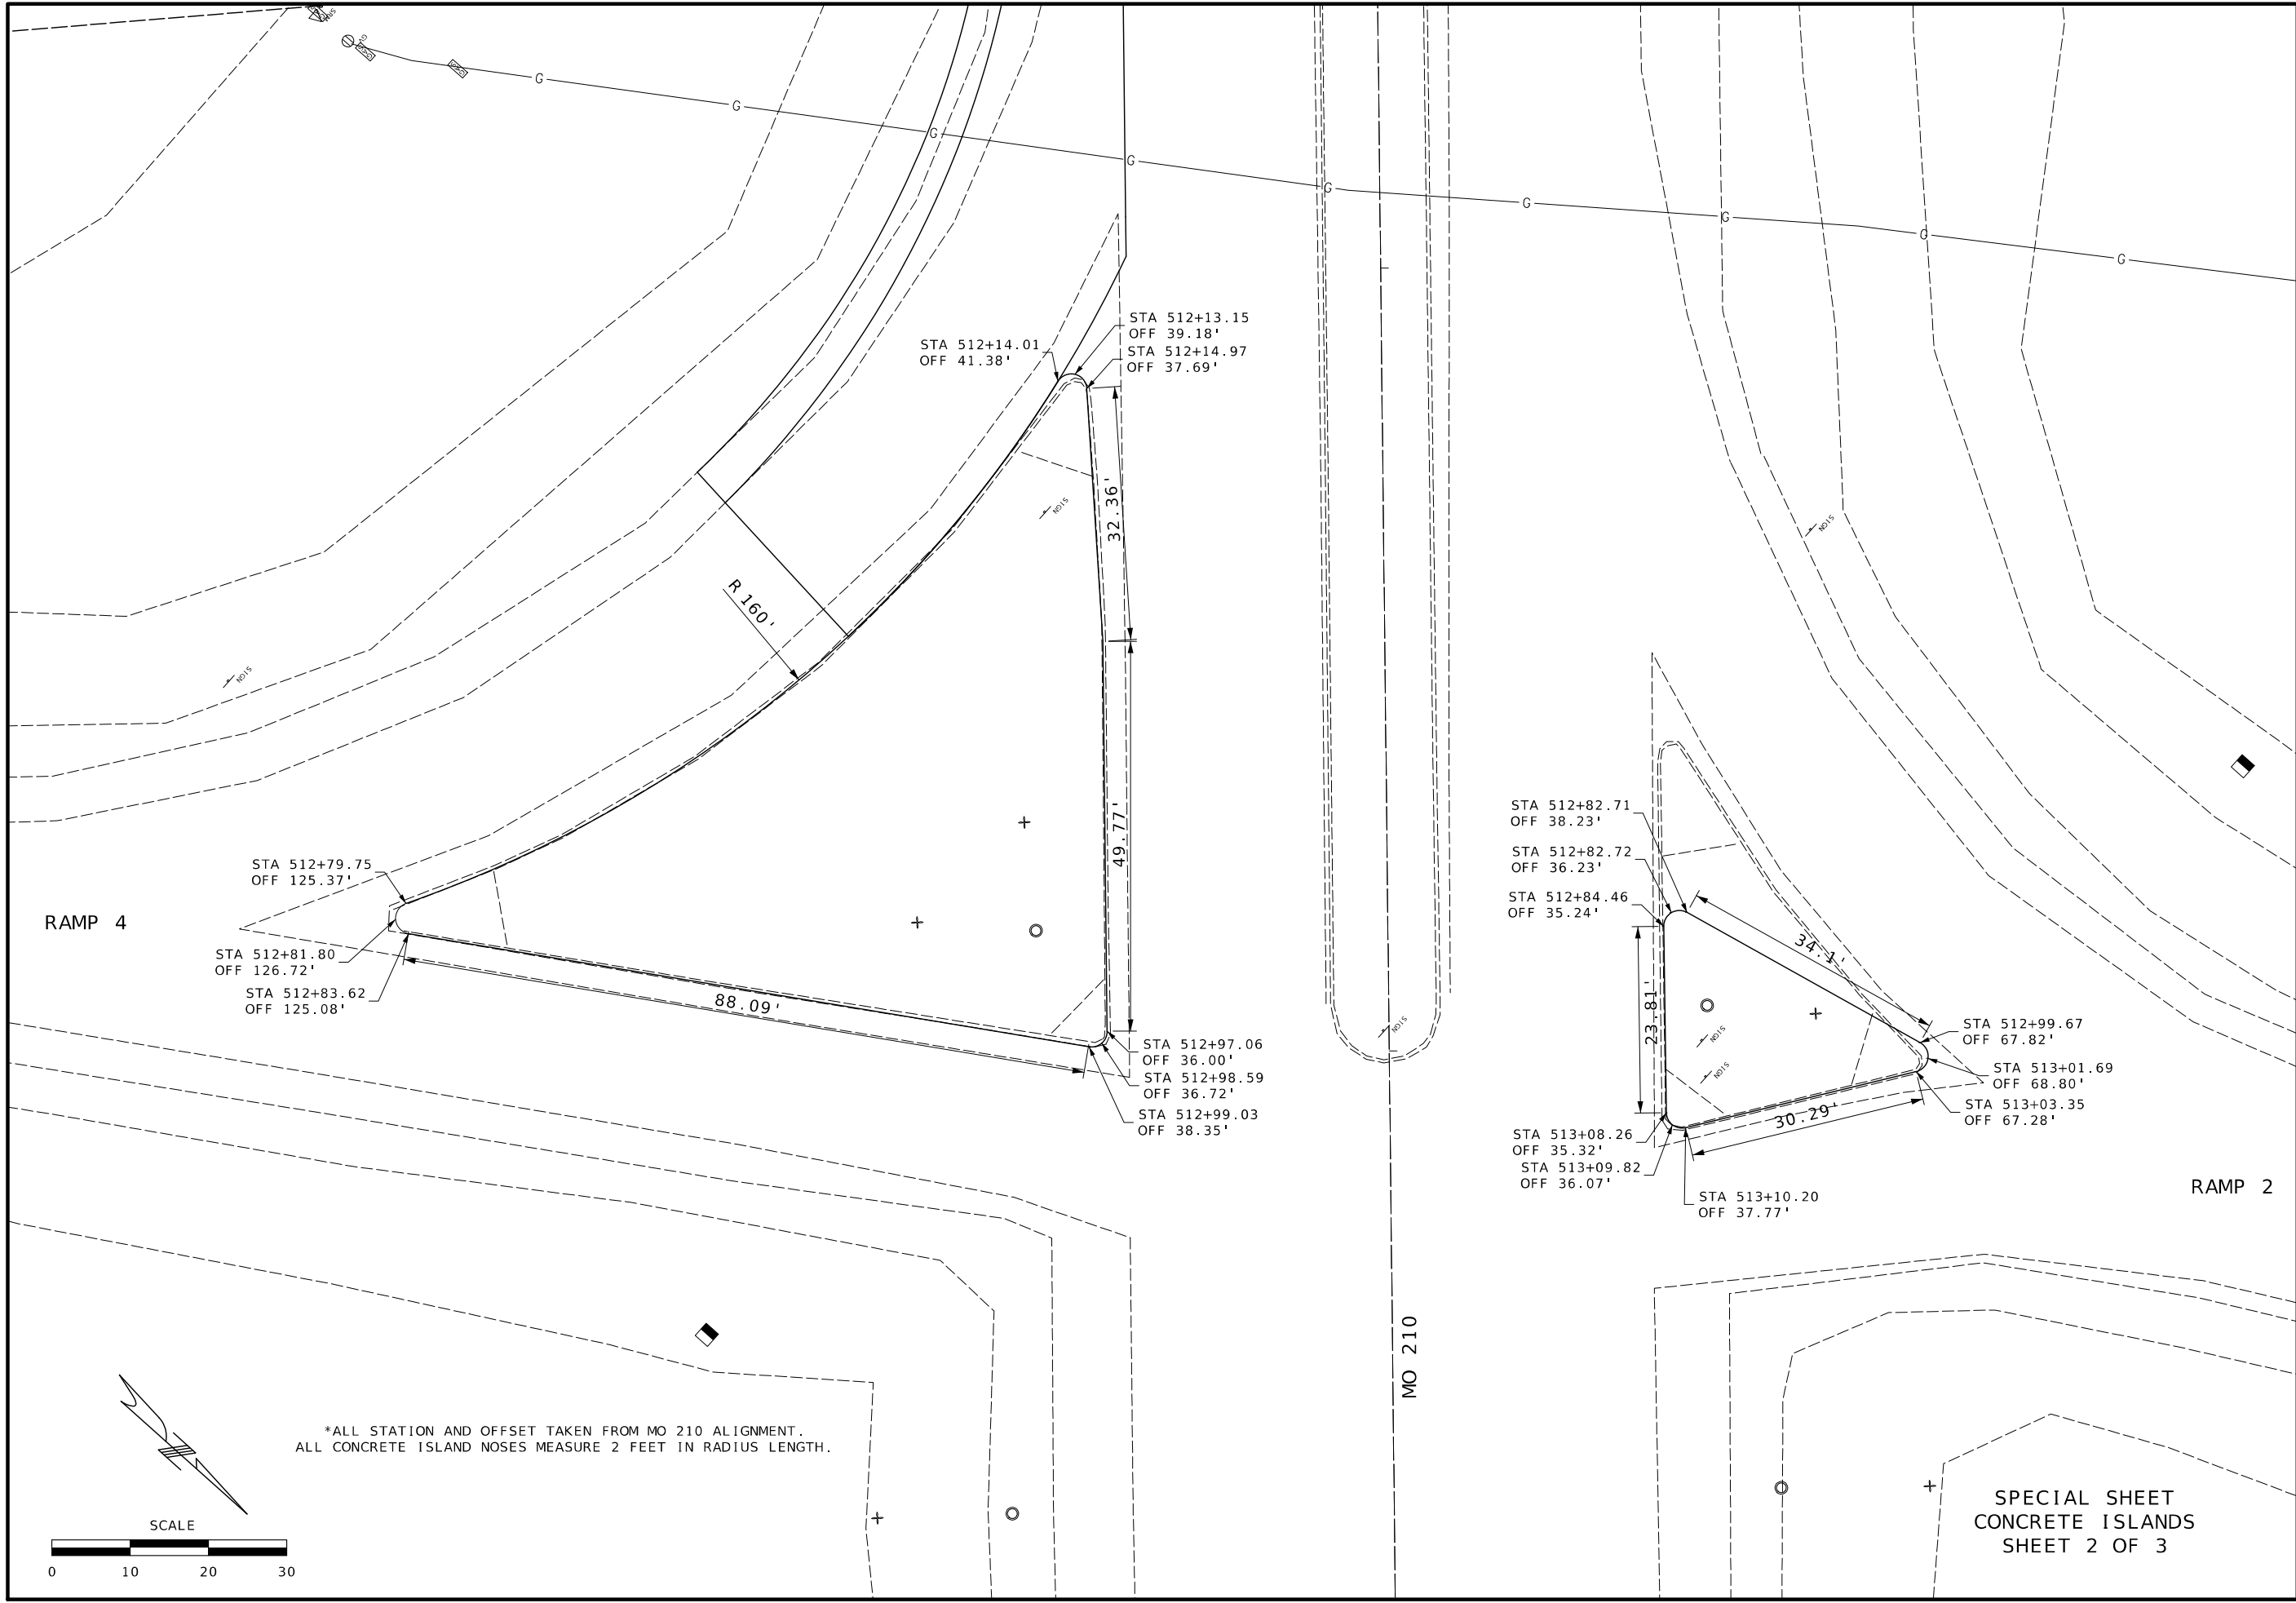 G
G
G
G
G
G
G
G
G
STA 512+13.15
OFF 39.18'
STA 512+14.01
OFF 41.38'
STA 512+14.97
OFF 37.69'
32.36'
SIGN
SIGN
R 160'
SIGN
49.77'
STA 512+79.75
OFF 125.37'
RAMP 4
STA 512+81.80
OFF 126.72'
STA 512+83.62
OFF 125.08'
88.09'
STA 512+97.06
OFF 36.00'
STA 512+98.59
OFF 36.72'
STA 512+99.03
OFF 38.35'
SIGN
STA 512+82.71
OFF 38.23'
STA 512+82.72
OFF 36.23'
STA 512+84.46
OFF 35.24'
34.1'
23.81'
SIGN
SIGN
STA 512+99.67
OFF 67.82'
STA 513+01.69
OFF 68.80'
STA 513+03.35
OFF 67.28'
30.29'
STA 513+08.26
OFF 35.32'
STA 513+09.82
OFF 36.07'
STA 513+10.20
OFF 37.77'
RAMP 2
MO 210
*ALL STATION AND OFFSET TAKEN FROM MO 210 ALIGNMENT.
ALL CONCRETE ISLAND NOSES MEASURE 2 FEET IN RADIUS LENGTH.
SCALE
0 10 20 30
SPECIAL SHEET
CONCRETE ISLANDS
SHEET 2 OF 3